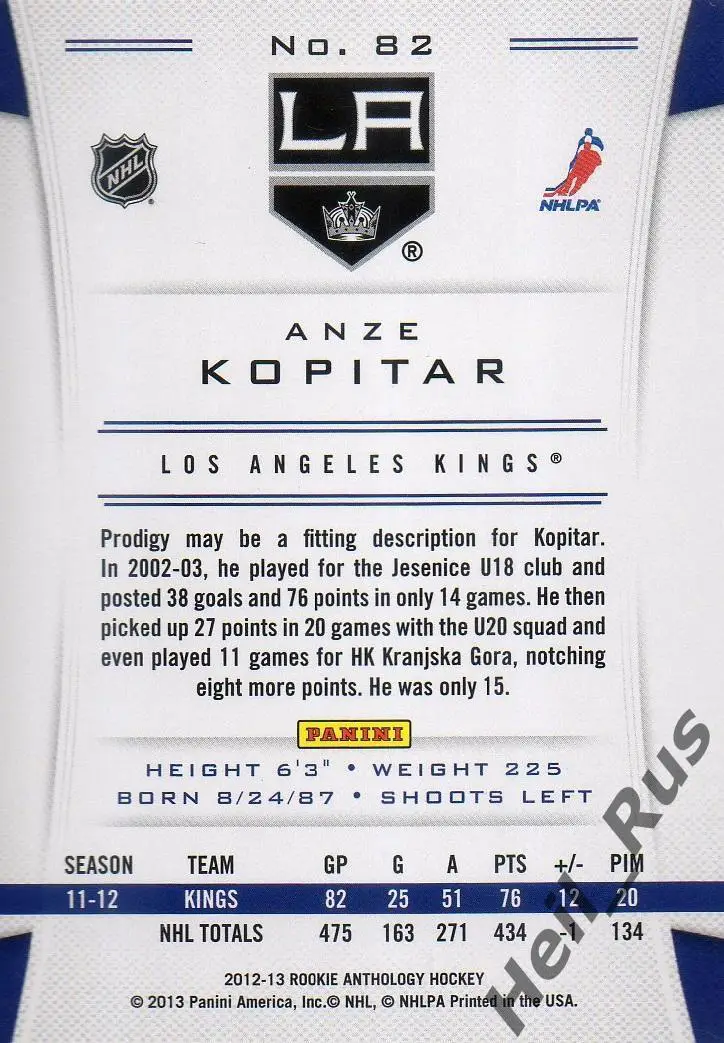 No. 82
LA
NHL
®
NHLPA
®
ANZE
KOPITAR
LOS ANGELES KINGS®
Prodigy may be a fitting description for Kopitar.
In 2002-03, he played for the Jesenice U18 club and
posted 38 goals and 76 points in only 14 games. He then
picked up 27 points in 20 games with the U20 squad and
even played 11 games for HK Kranjska Gora, notching
eight more points. He was only 15.
PANINI
HEIGHT 6'3" • WEIGHT 225
BORN 8/24/87 • SHOOTS LEFT
SEASON TEAM GP G A PTS +/- PIM
11-12 KINGS 82 25 51 76 12 20
NHL TOTALS 475 163 271 434 -1 134
2012-13 ROOKIE ANTHOLOGY HOCKEY
© 2013 Panini America, Inc.© NHL, © NHLPA Printed in the USA.
Heil_Rus